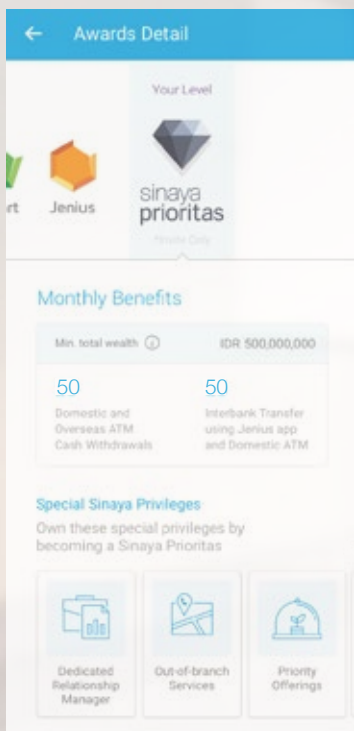 Awards Detail
Your Level
rt
Jenius
sinaya
prioritas
Min. total wealth
IDR 500,000,000
Monthly Benefits
50
50
Domestic and
Overseas ATM
Cash Withdrawals
Interbank Transfer
using Jenius app
and Domestic ATM
Special Sinaya Privileges
Own these special privileges by
becoming a Sinaya Prioritas
Dedicated
Relationship
Manager
Out-of-branch
Services
Priority
Offerings